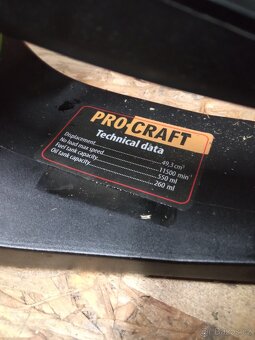 PRO-CRAFT
Technical data
Displacement..................49,3 cm³
No load max speed..................11500 min⁻¹
Fuel tank capacity..................550 ml
Oil tank capacity..................260 ml